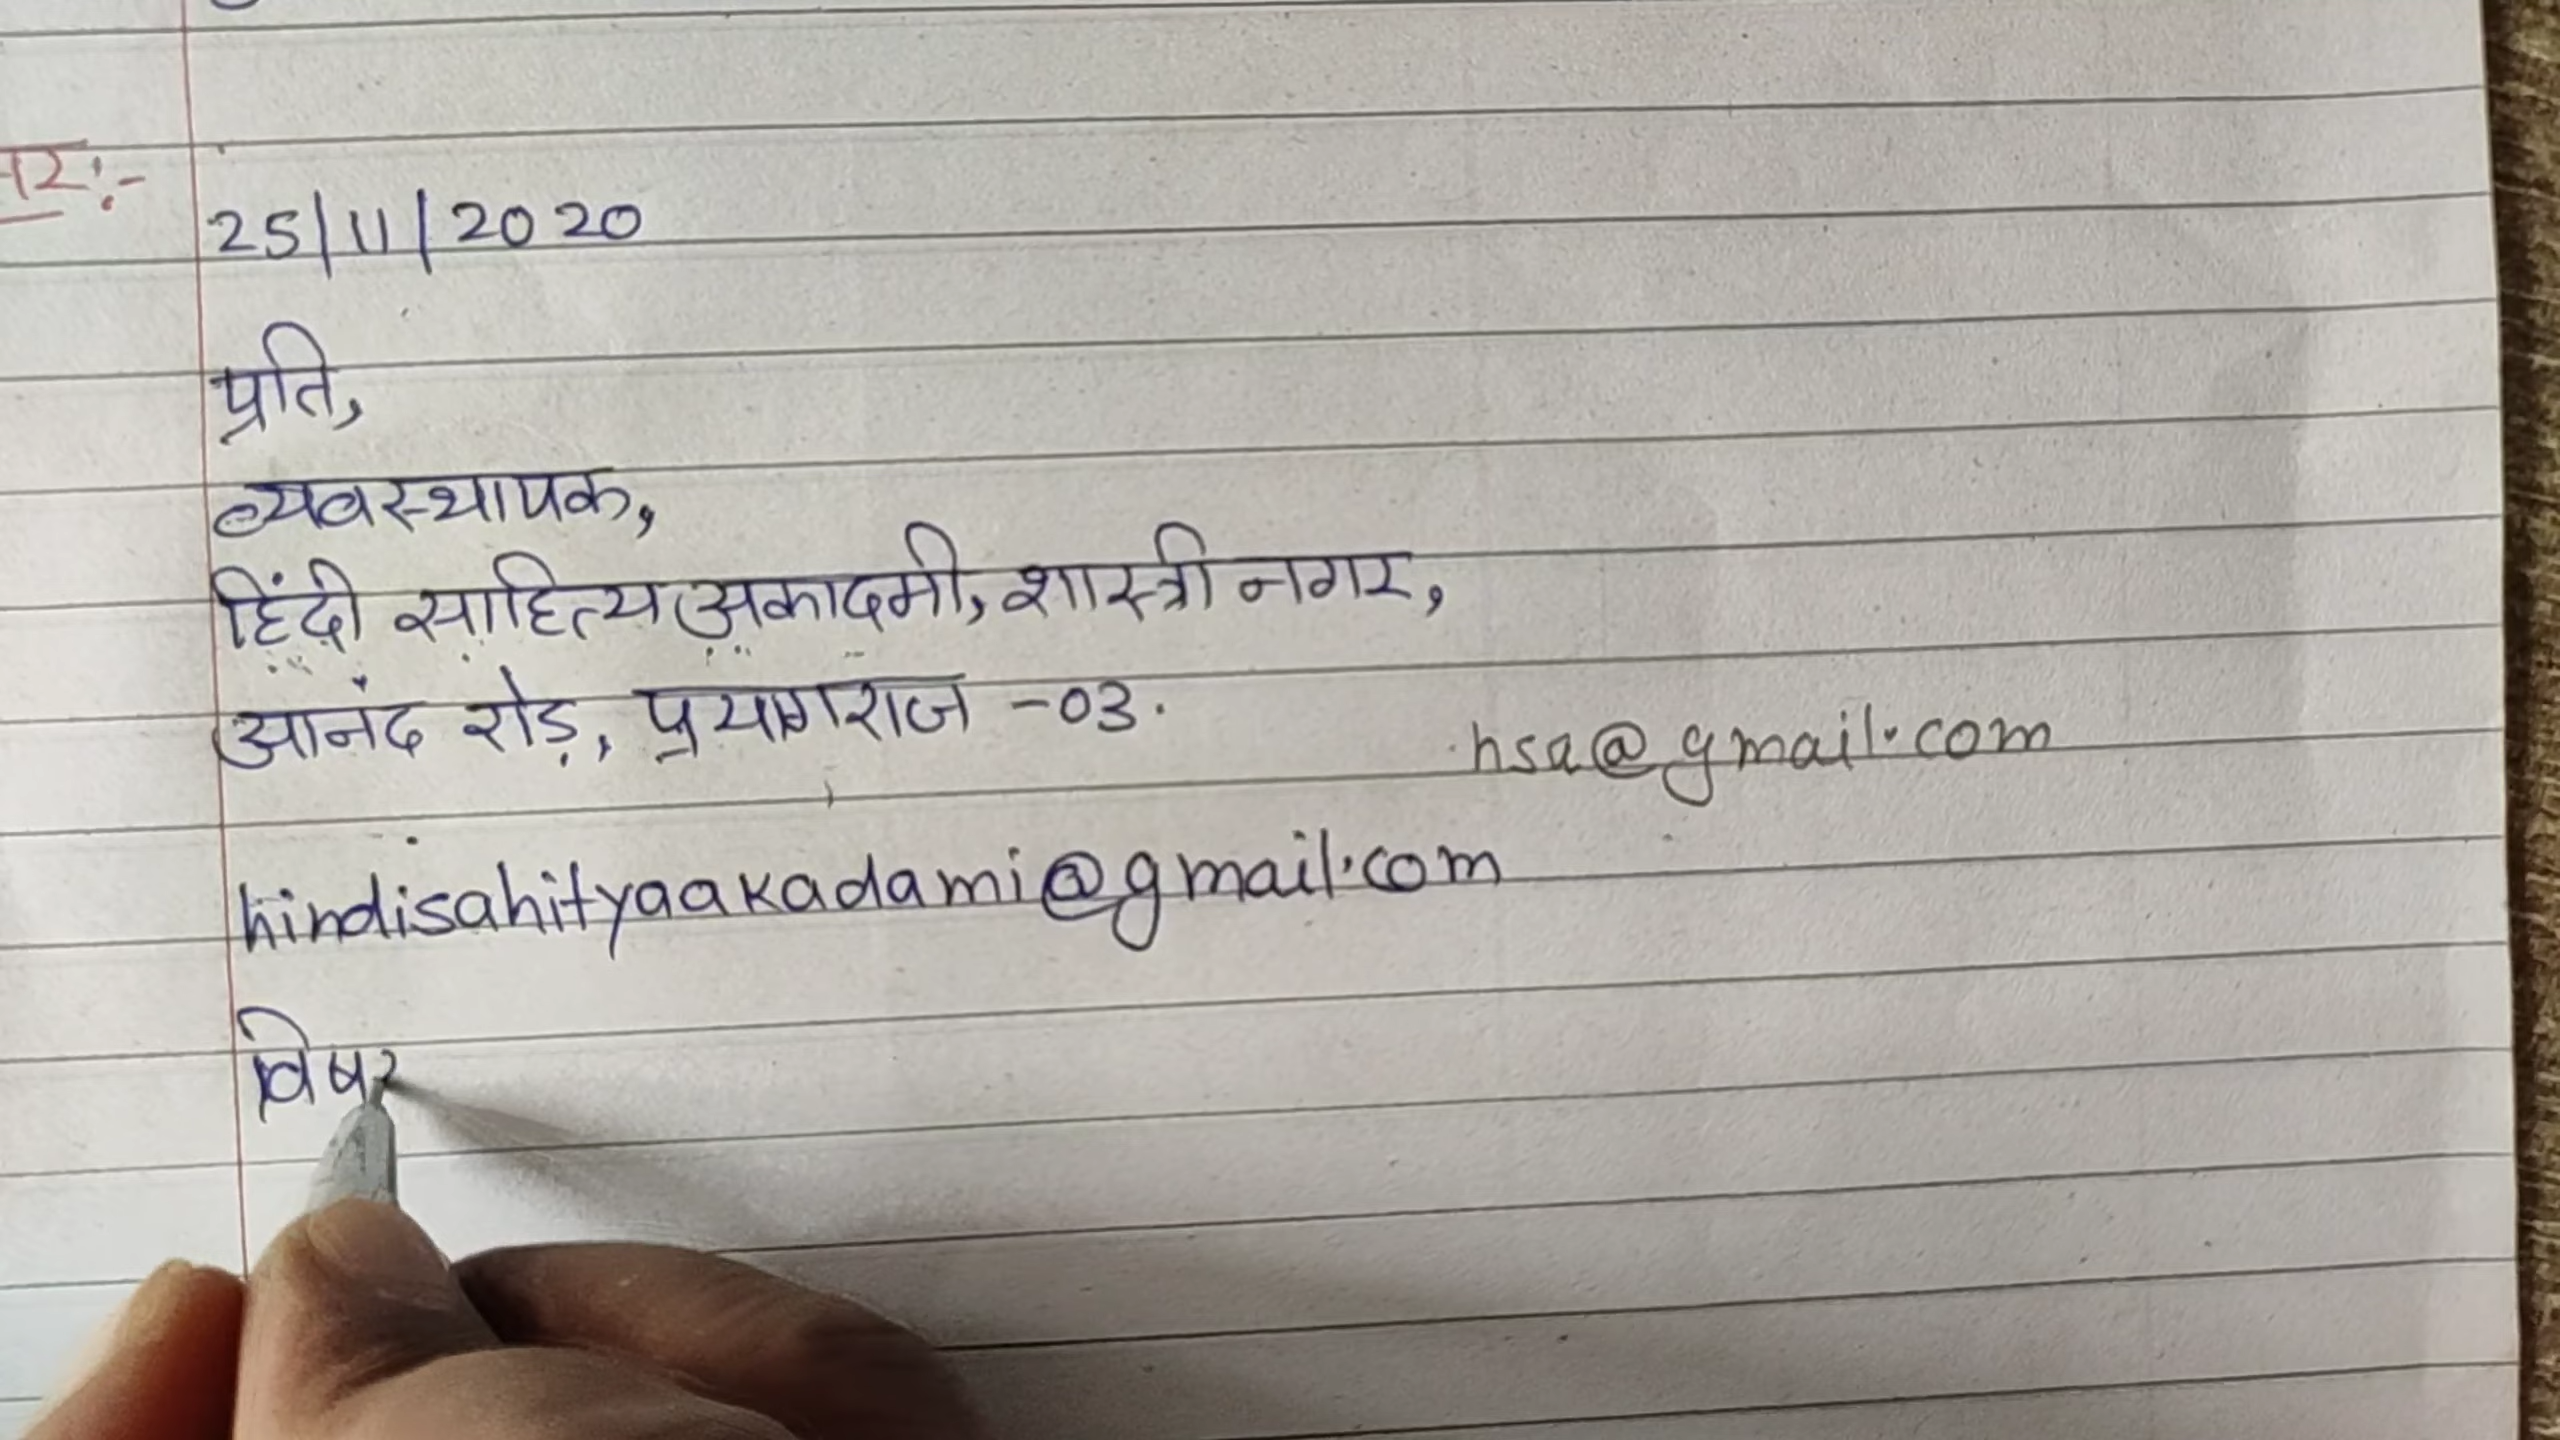 25/11/2020
प्रति,
व्यवस्थापक,
हिंदी साहित्य अकादमी, शास्त्री नगर,
आनंद रोड़, प्रयागराज -03.
hsa@gmail.com
hindisahityaakadami@gmail.com